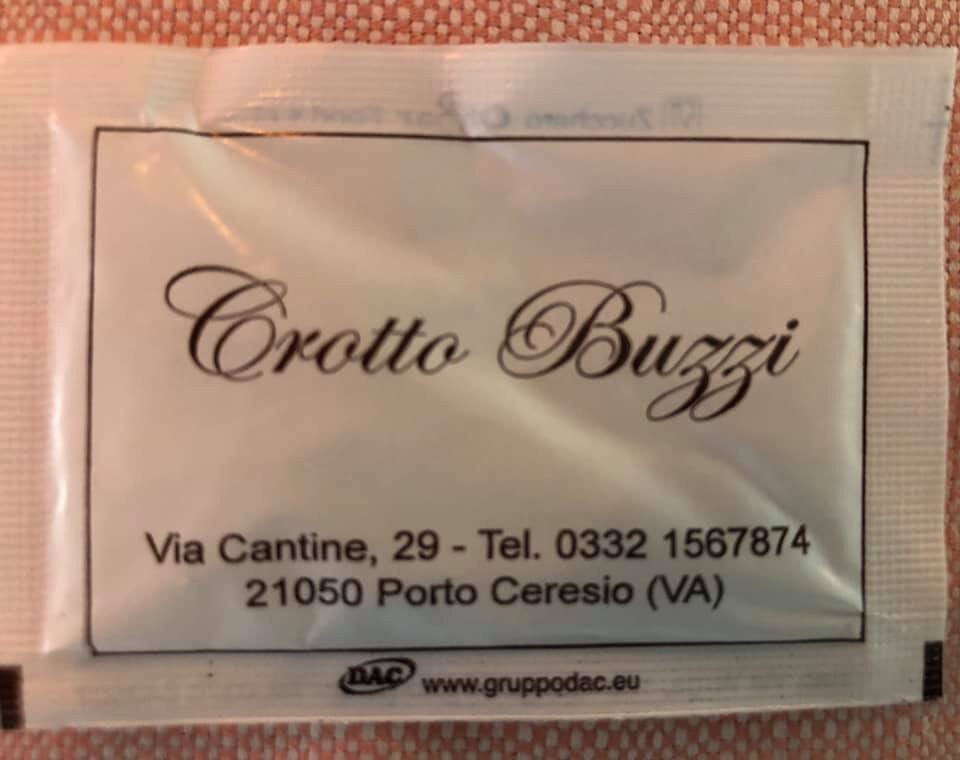 Crotto Buzzi
Via Cantine, 29 - Tel. 0332 1567874
21050 Porto Ceresio (VA)
DAC www.gruppodac.eu